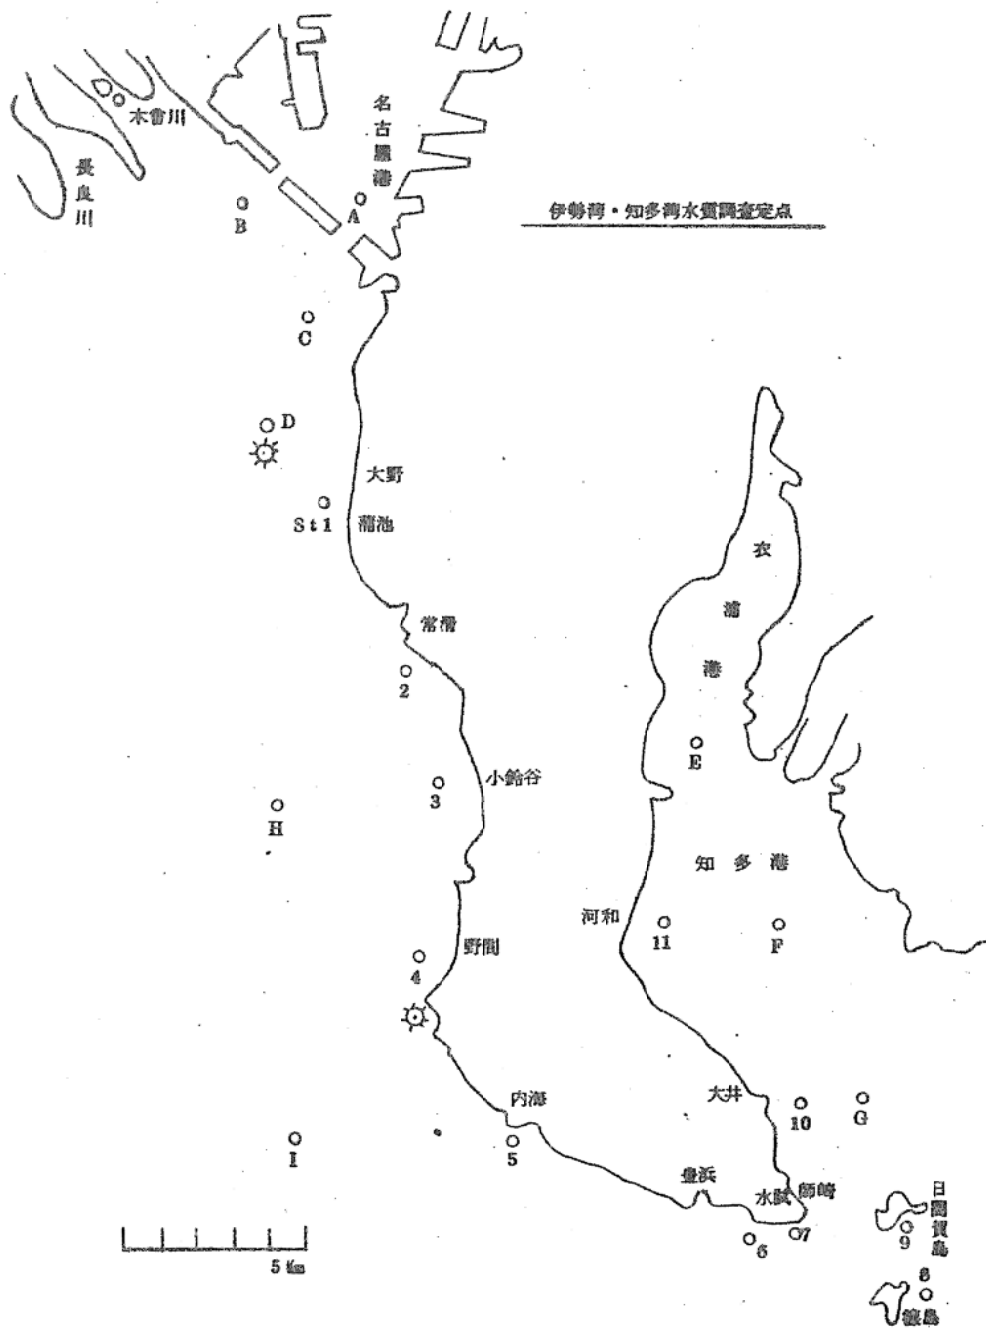 名古屋港
木曽川
長良川
A
B
伊勢湾・知多湾水質調査定点
C
D
大野
St1
蒲池
衣浦港
常滑
2
E
小鈴谷
3
H
知多港
河和
11
F
野間
4
大井
10
G
内海
5
I
豊浜
水試
師崎
日間賀島
9
6
7
8
篠島
5 Km